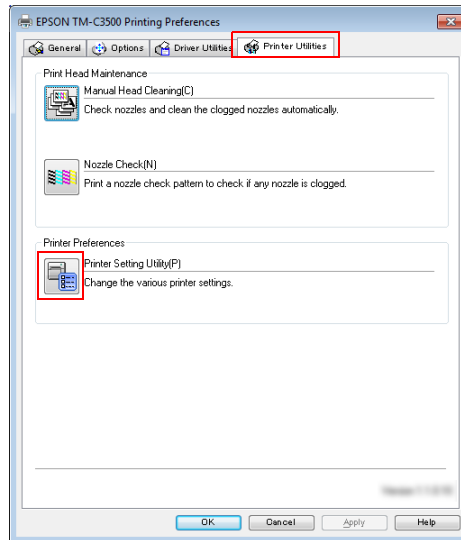 EPSON TM-C3500 Printing Preferences
General Options Driver Utilities Printer Utilities
Print Head Maintenance
Manual Head Cleaning(C)
Check nozzles and clean the clogged nozzles automatically.
Nozzle Check(N)
Print a nozzle check pattern to check if any nozzle is clogged.
Printer Preferences
Printer Setting Utility(P)
Change the various printer settings.
OK Cancel Apply Help